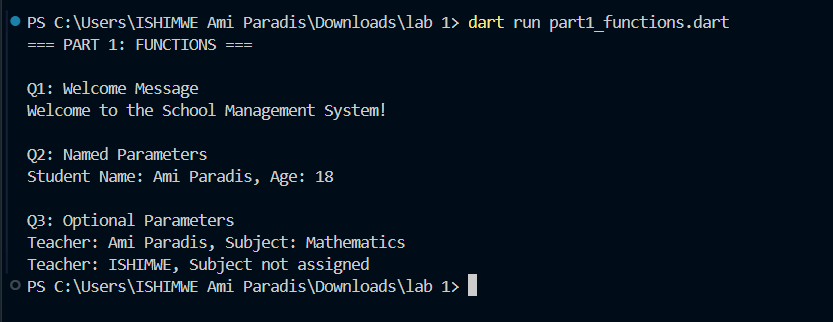 PS C:\Users\ISHIMWE Ami Paradis\Downloads\lab 1> dart run part1_functions.dart
=== PART 1: FUNCTIONS ===
Q1: Welcome Message
Welcome to the School Management System!
Q2: Named Parameters
Student Name: Ami Paradis, Age: 18
Q3: Optional Parameters
Teacher: Ami Paradis, Subject: Mathematics
Teacher: ISHIMWE, Subject not assigned
PS C:\Users\ISHIMWE Ami Paradis\Downloads\lab 1>